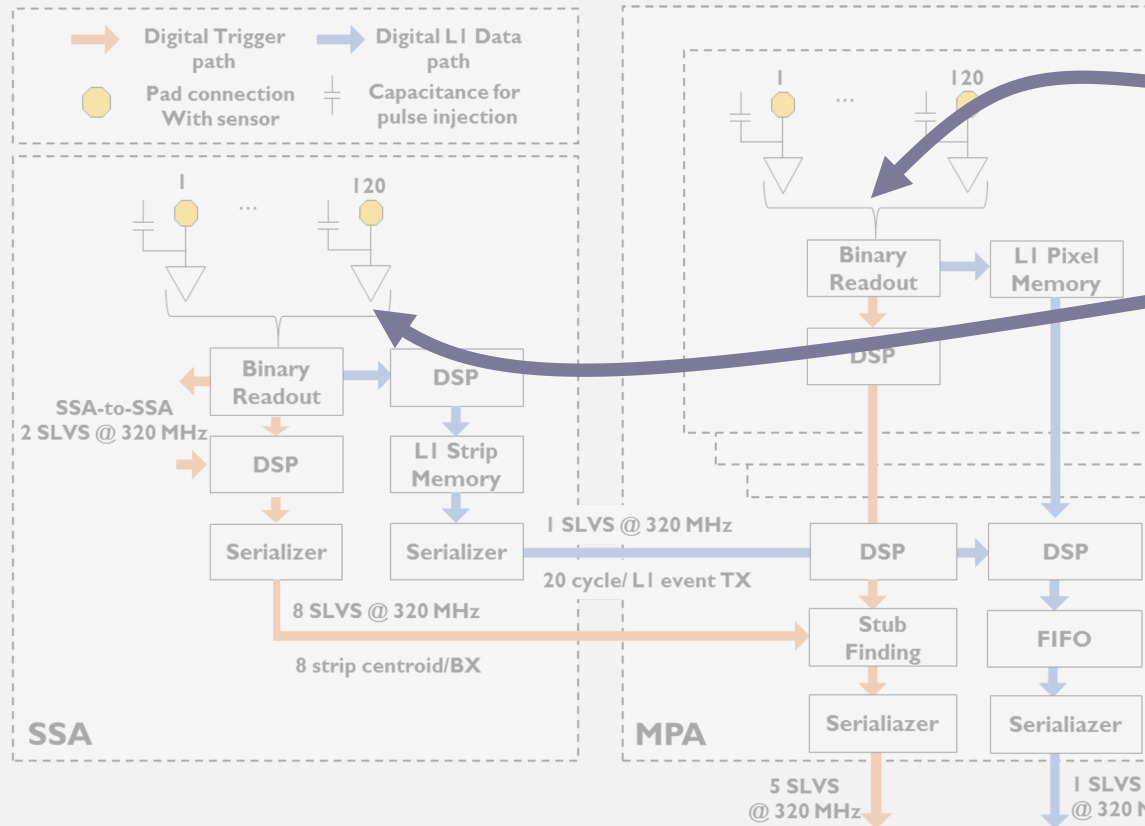 Digital Trigger
path
Digital L1 Data
path
Pad connection
With sensor
Capacitance for
pulse injection
1
...
120
Binary
Readout
DSP
SSA-to-SSA
2 SLVS @ 320 MHz
DSP
L1 Strip
Memory
Serializer
Serializer
8 SLVS @ 320 MHz
8 strip centroid/BX
SSA
1 SLVS @ 320 MHz
20 cycle/ L1 event TX
1
...
120
Binary
Readout
L1 Pixel
Memory
DSP
DSP
DSP
Stub
Finding
FIFO
Serialiazer
Serialiazer
MPA
5 SLVS
@ 320 MHz
1 SLVS
@ 320 M